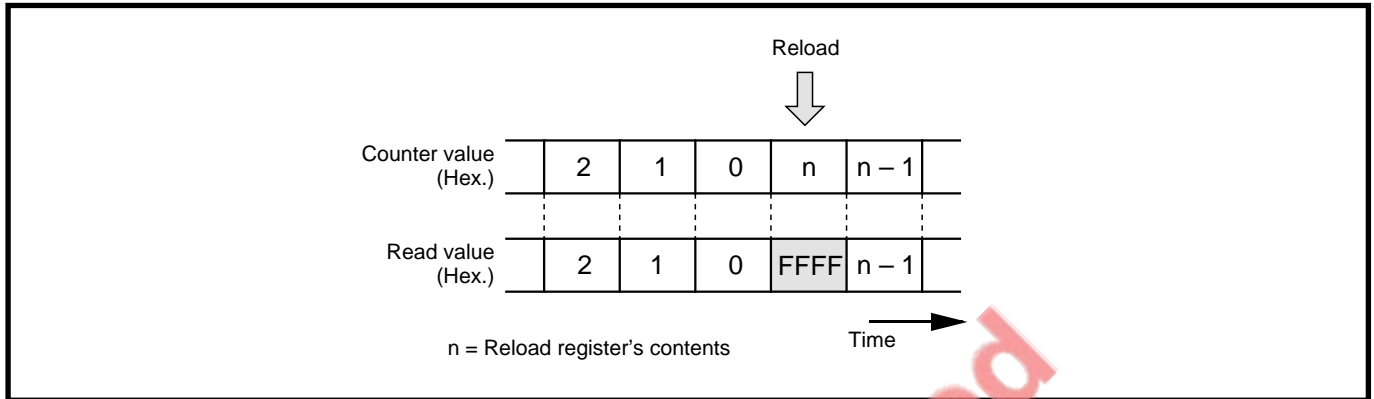 Reload
Counter value
(Hex.)
2 1 0 n n – 1
Read value
(Hex.)
2 1 0 FFFF n – 1
Time
n = Reload register’s contents